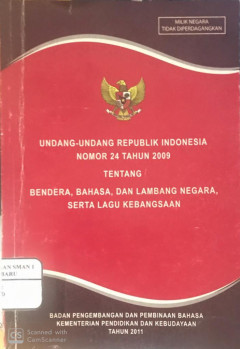 MILIK NEGARA
TIDAK DIPERDAGANGKAN
UNDANG-UNDANG REPUBLIK INDONESIA
NOMOR 24 TAHUN 2009
TENTANG
BENDERA, BAHASA, DAN LAMBANG NEGARA,
SERTA LAGU KEBANGSAAN
BADAN PENGEMBANGAN DAN PEMBINAAN BAHASA
KEMENTERIAN PENDIDIKAN DAN KEBUDAYAAN
TAHUN 2011
Scanned with
CamScanner